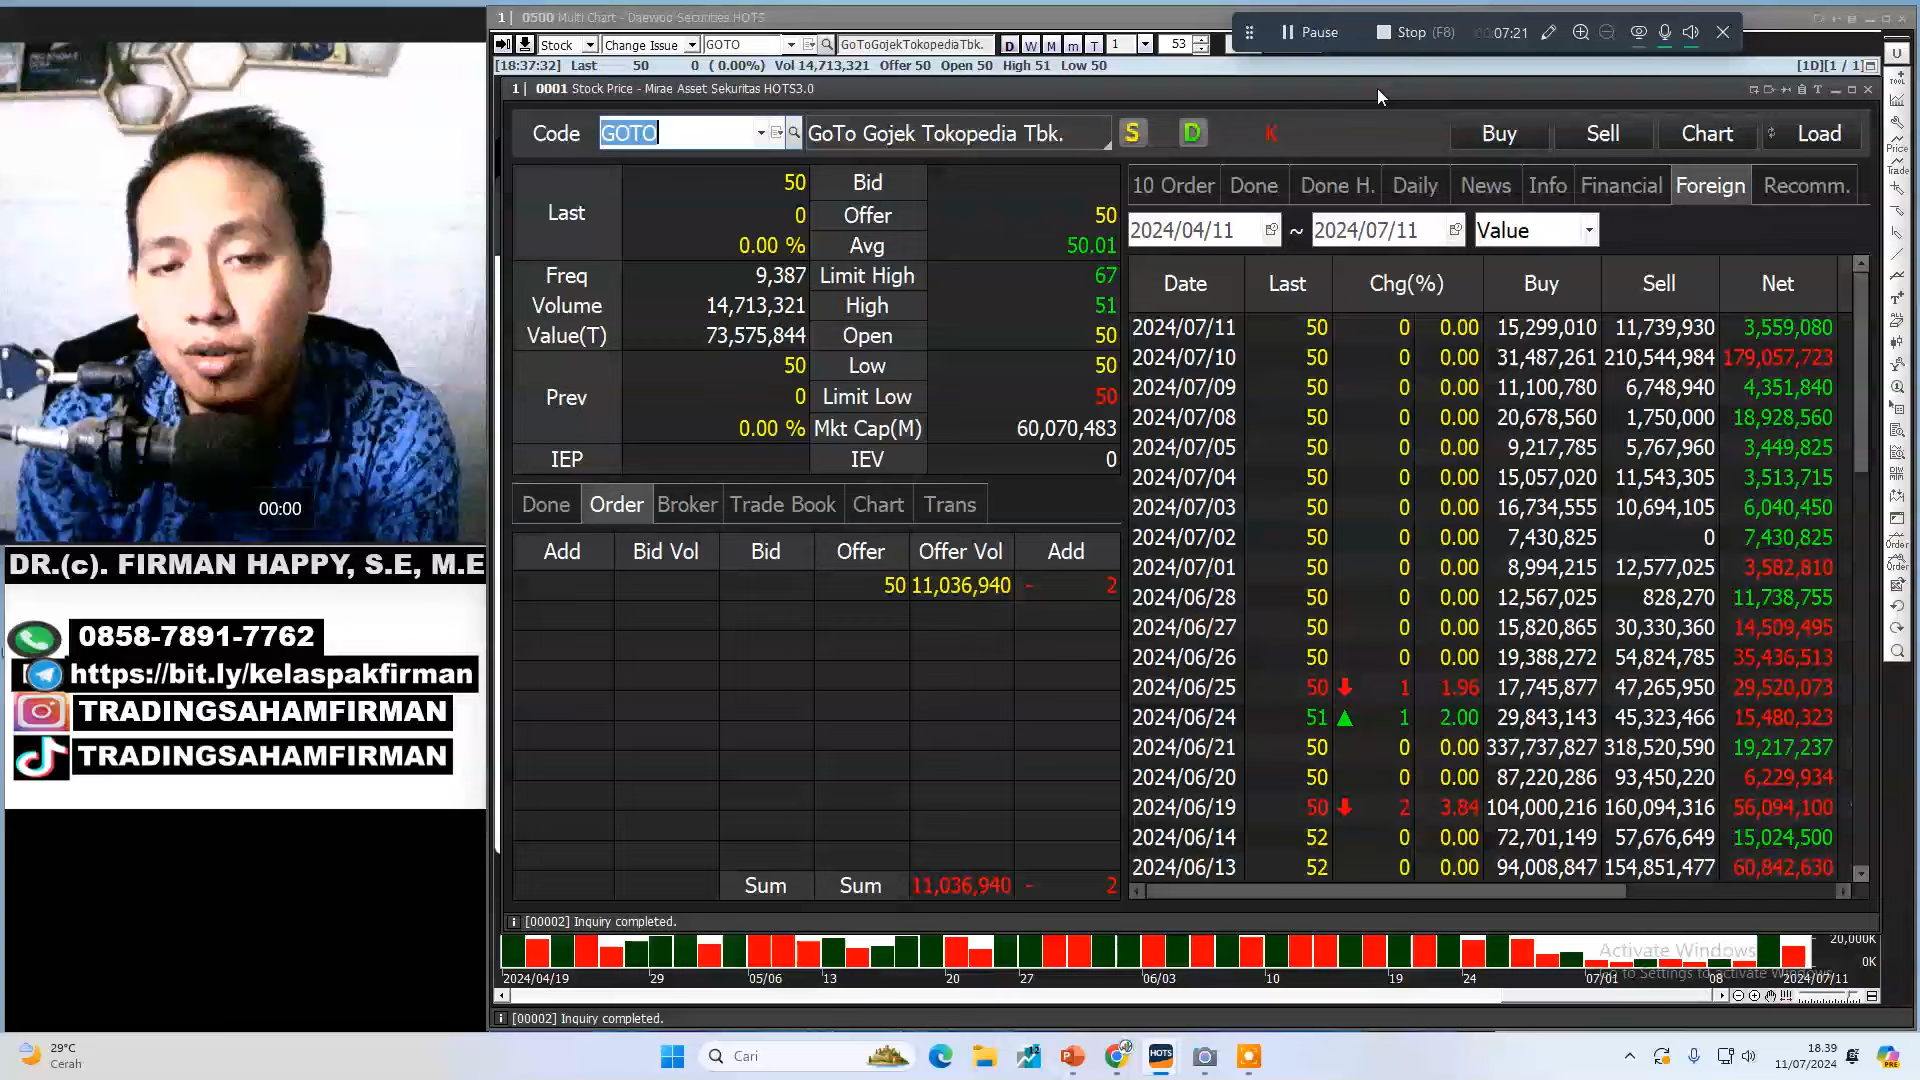 1 0500 Multi Chart - Daewoo Securities HOTS
Pause Stop (F8) 00:07:21
Stock Change Issue GOTO GoToGojekTokopediaTbk. D W M m T 1 53
[18:37:32] Last 50 0 ( 0.00%) Vol 14,713,321 Offer 50 Open 50 High 51 Low 50 [1D][1 / 1]
1 0001 Stock Price - Mirae Asset Sekuritas HOTS3.0
Code GOTO GoTo Gojek Tokopedia Tbk. S D K Buy Sell Chart Load
Last 50 Bid
0 Offer 50
0.00 % Avg 50.01
Freq 9,387 Limit High 67
Volume 14,713,321 High 51
Value(T) 73,575,844 Open 50
Prev 50 Low 50
0 Limit Low 50
0.00 % Mkt Cap(M) 60,070,483
IEP IEV 0
Done Order Broker Trade Book Chart Trans
Add Bid Vol Bid Offer Offer Vol Add
50 11,036,940 - 2
Sum Sum 11,036,940 - 2
10 Order Done Done H. Daily News Info Financial Foreign Recomm.
2024/04/11 ~ 2024/07/11 Value
Date Last Chg(%) Buy Sell Net
2024/07/11 50 0 0.00 15,299,010 11,739,930 3,559,080
2024/07/10 50 0 0.00 31,487,261 210,544,984 179,057,723
2024/07/09 50 0 0.00 11,100,780 6,748,940 4,351,840
2024/07/08 50 0 0.00 20,678,560 1,750,000 18,928,560
2024/07/05 50 0 0.00 9,217,785 5,767,960 3,449,825
2024/07/04 50 0 0.00 15,057,020 11,543,305 3,513,715
2024/07/03 50 0 0.00 16,734,555 10,694,105 6,040,450
2024/07/02 50 0 0.00 7,430,825 0 7,430,825
2024/07/01 50 0 0.00 8,994,215 12,577,025 3,582,810
2024/06/28 50 0 0.00 12,567,025 828,270 11,738,755
2024/06/27 50 0 0.00 15,820,865 30,330,360 14,509,495
2024/06/26 50 0 0.00 19,388,272 54,824,785 35,436,513
2024/06/25 50 1 1.96 17,745,877 47,265,950 29,520,073
2024/06/24 51 1 2.00 29,843,143 45,323,466 15,480,323
2024/06/21 50 0 0.00 337,737,827 318,520,590 19,217,237
2024/06/20 50 0 0.00 87,220,286 93,450,220 6,229,934
2024/06/19 50 2 3.84 104,000,216 160,094,316 56,094,100
2024/06/14 52 0 0.00 72,701,149 57,676,649 15,024,500
2024/06/13 52 0 0.00 94,008,847 154,851,477 60,842,630
[00002] Inquiry completed.
20,000K
0K
Activate Windows
Go to Settings to activate Windows.
2024/04/19 29 05/06 13 20 27 06/03 10 19 24 07/01 08 2024/07/11
[00002] Inquiry completed.
U
TOOL
Price
Trade
Order
Order
00:00
DR.(c). FIRMAN HAPPY, S.E, M.E
0858-7891-7762
https://bit.ly/kelaspakfirman
TRADINGSAHAMFIRMAN
TRADINGSAHAMFIRMAN
29°C
Cerah
Cari
HOTS
18.39
11/07/2024
PRE